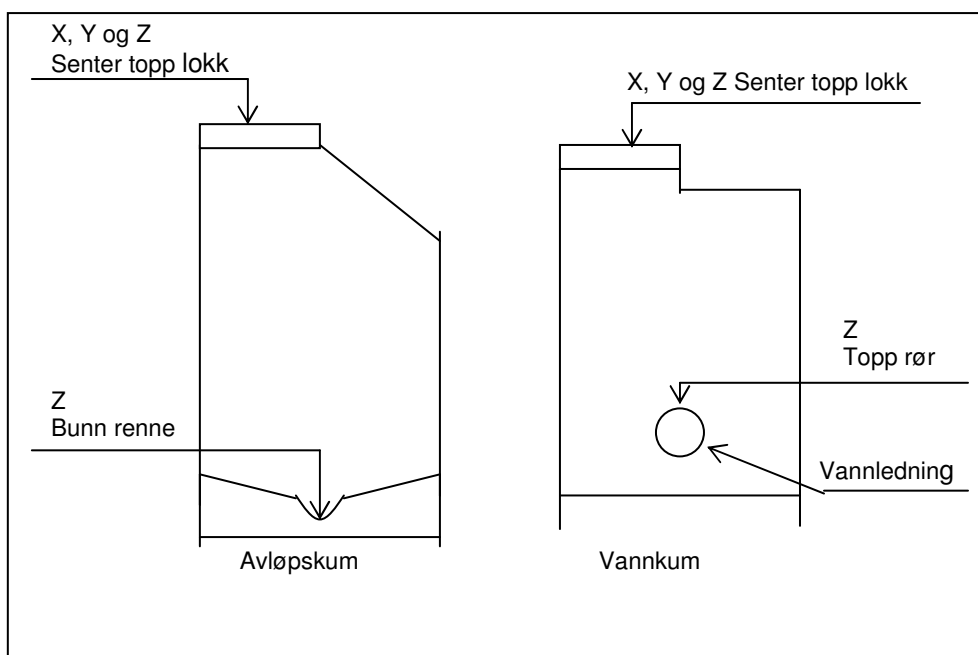 X, Y og Z
Senter topp lokk
X, Y og Z Senter topp lokk
Z
Topp rør
Z
Bunn renne
Vannledning
Avløpskum
Vannkum